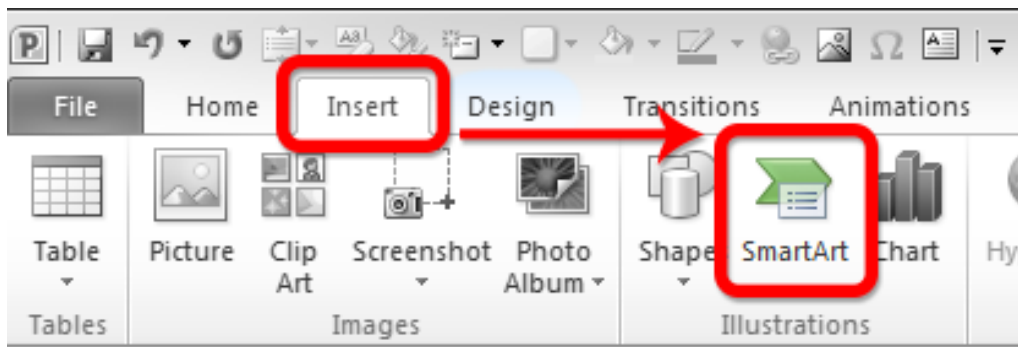 File Home Insert Design Transitions Animations
Table Picture Clip Art Screenshot Photo Album Shapes SmartArt Chart Hy
Tables Images Illustrations